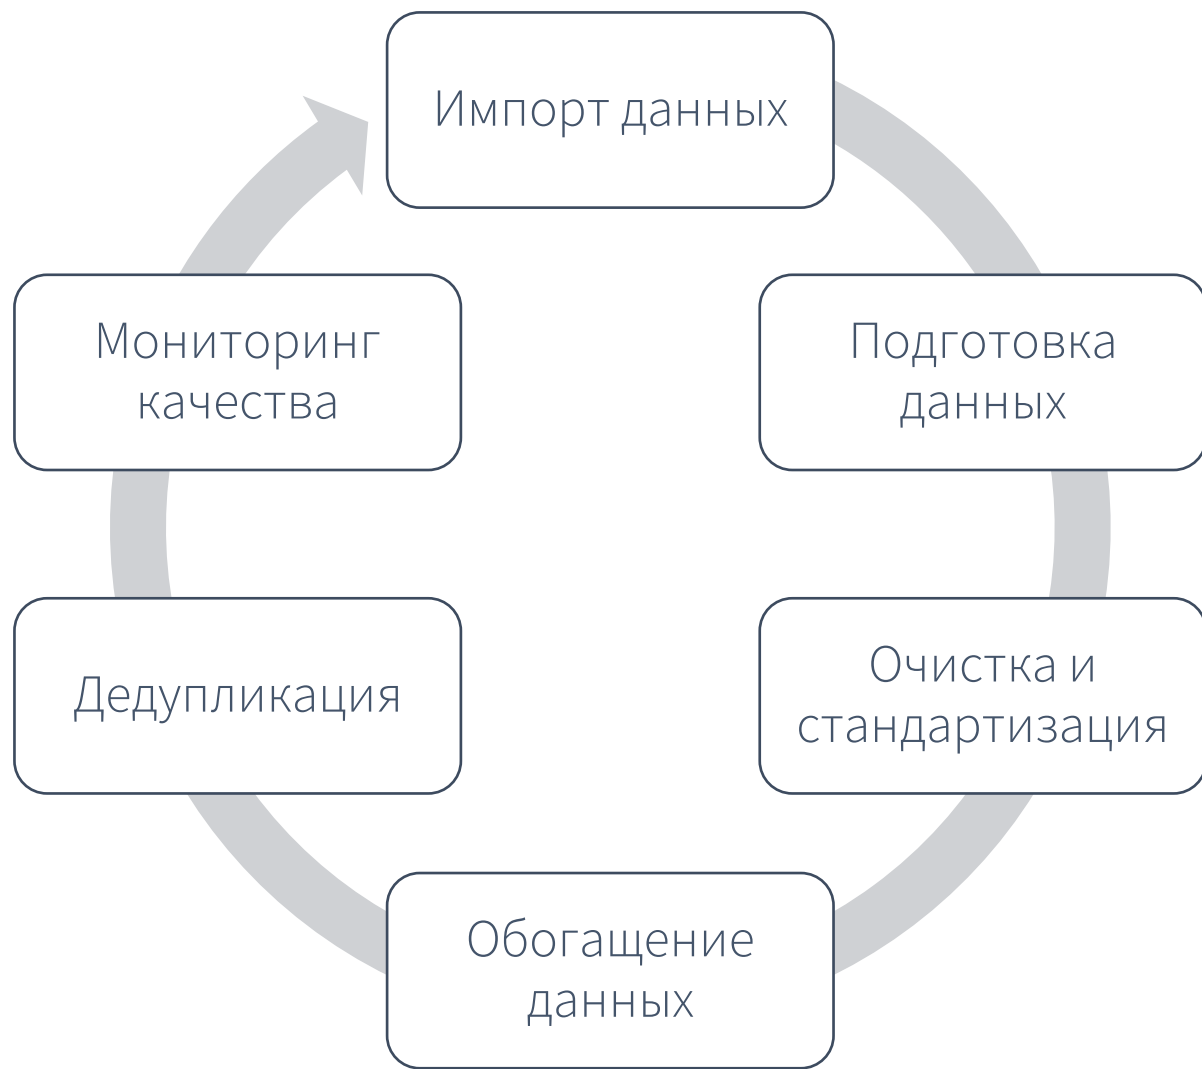 Импорт данных
Подготовка
данных
Очистка и
стандартизация
Обогащение
данных
Дедупликация
Мониторинг
качества